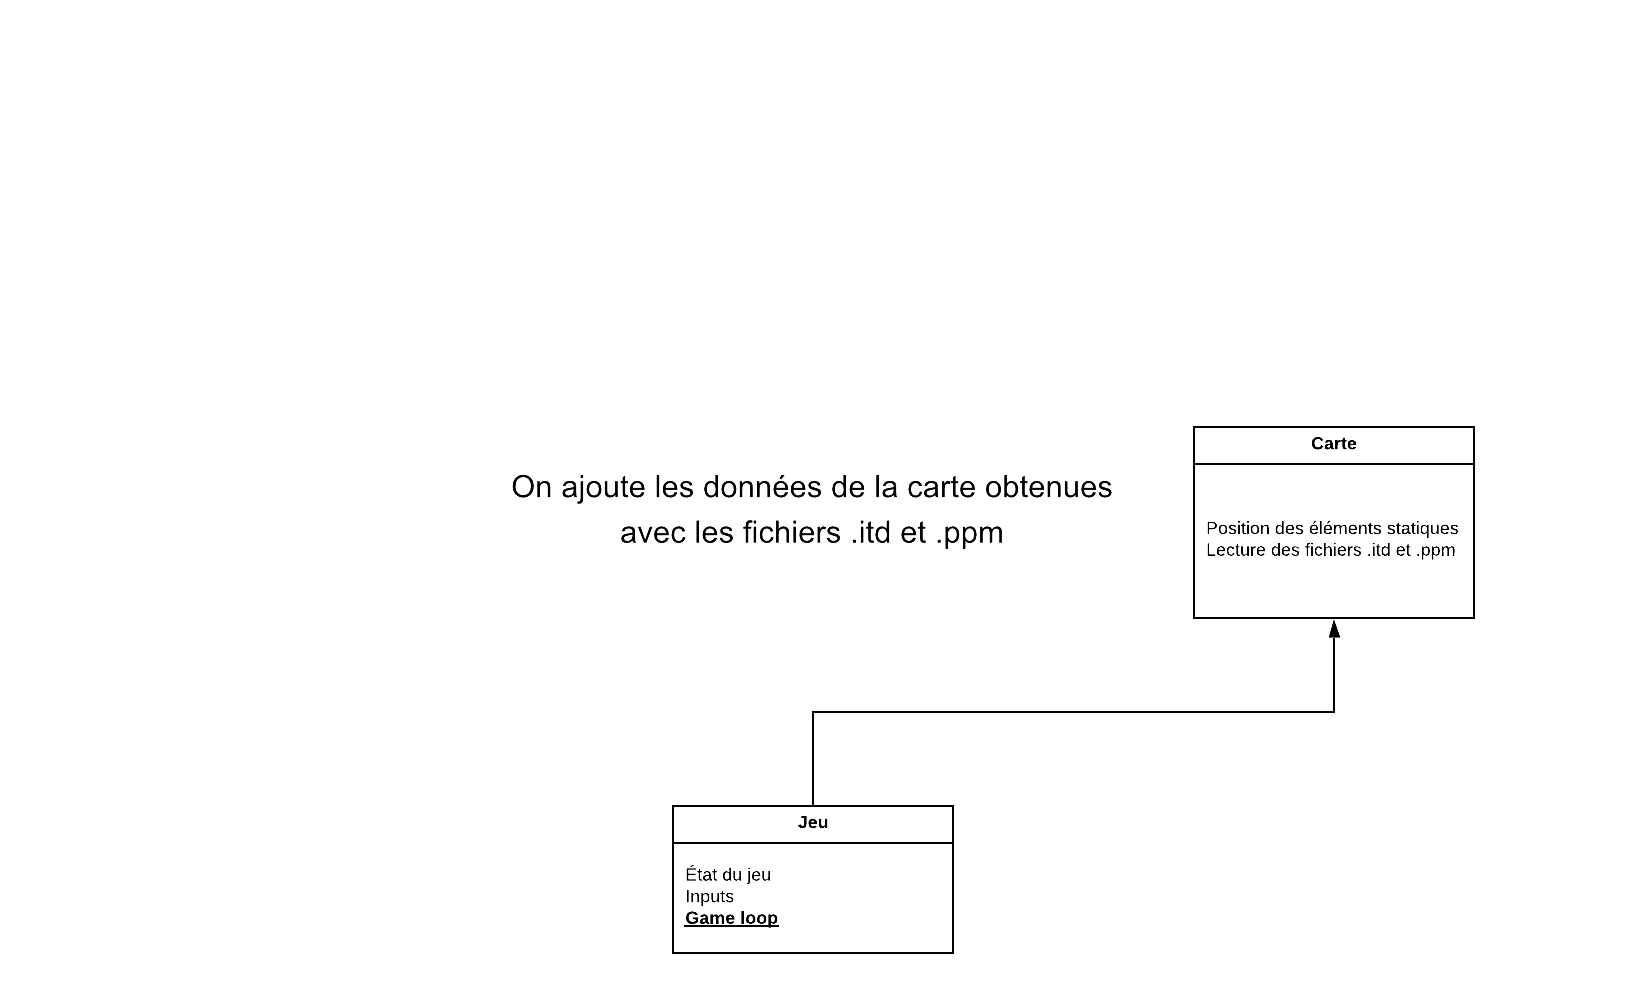 Carte
On ajoute les données de la carte obtenues
avec les fichiers .itd et .ppm
Position des éléments statiques
Lecture des fichiers .itd et .ppm
Jeu
État du jeu
Inputs
Game loop